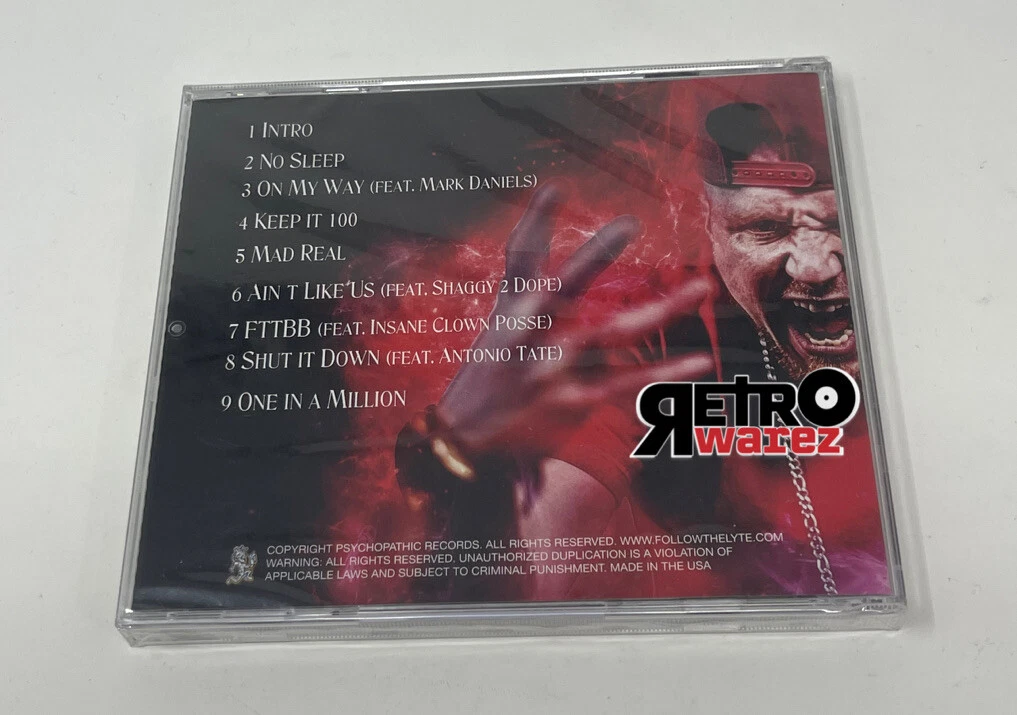 1 INTRO
2 NO SLEEP
3 ON MY WAY (FEAT. MARK DANIELS)
4 KEEP IT 100
5 MAD REAL
6 AIN T LIKE US (FEAT. SHAGGY 2 DOPE)
7 FTTBB (FEAT. INSANE CLOWN POSSE)
8 SHUT IT DOWN (FEAT. ANTONIO TATE)
9 ONE IN A MILLION
RETRO
warez
COPYRIGHT PSYCHOPATHIC RECORDS. ALL RIGHTS RESERVED. WWW.FOLLOWTHELYTE.COM
WARNING: ALL RIGHTS RESERVED. UNAUTHORIZED DUPLICATION IS A VIOLATION OF
APPLICABLE LAWS AND SUBJECT TO CRIMINAL PUNISHMENT. MADE IN THE USA